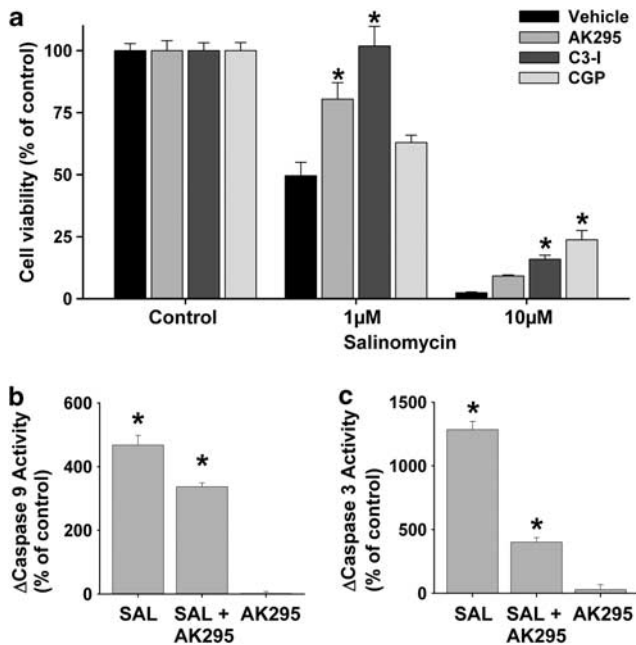 a
Vehicle
AK295
C3-I
CGP
Cell viability (% of control)
100
75
50
25
0
*
*
*
*
Control
1µM
10µM
Salinomycin
b
ΔCaspase 9 Activity
(% of control)
600
400
200
0
*
*
SAL
SAL +
AK295
AK295
c
ΔCaspase 3 Activity
(% of control)
1500
1000
500
0
*
*
SAL
SAL +
AK295
AK295